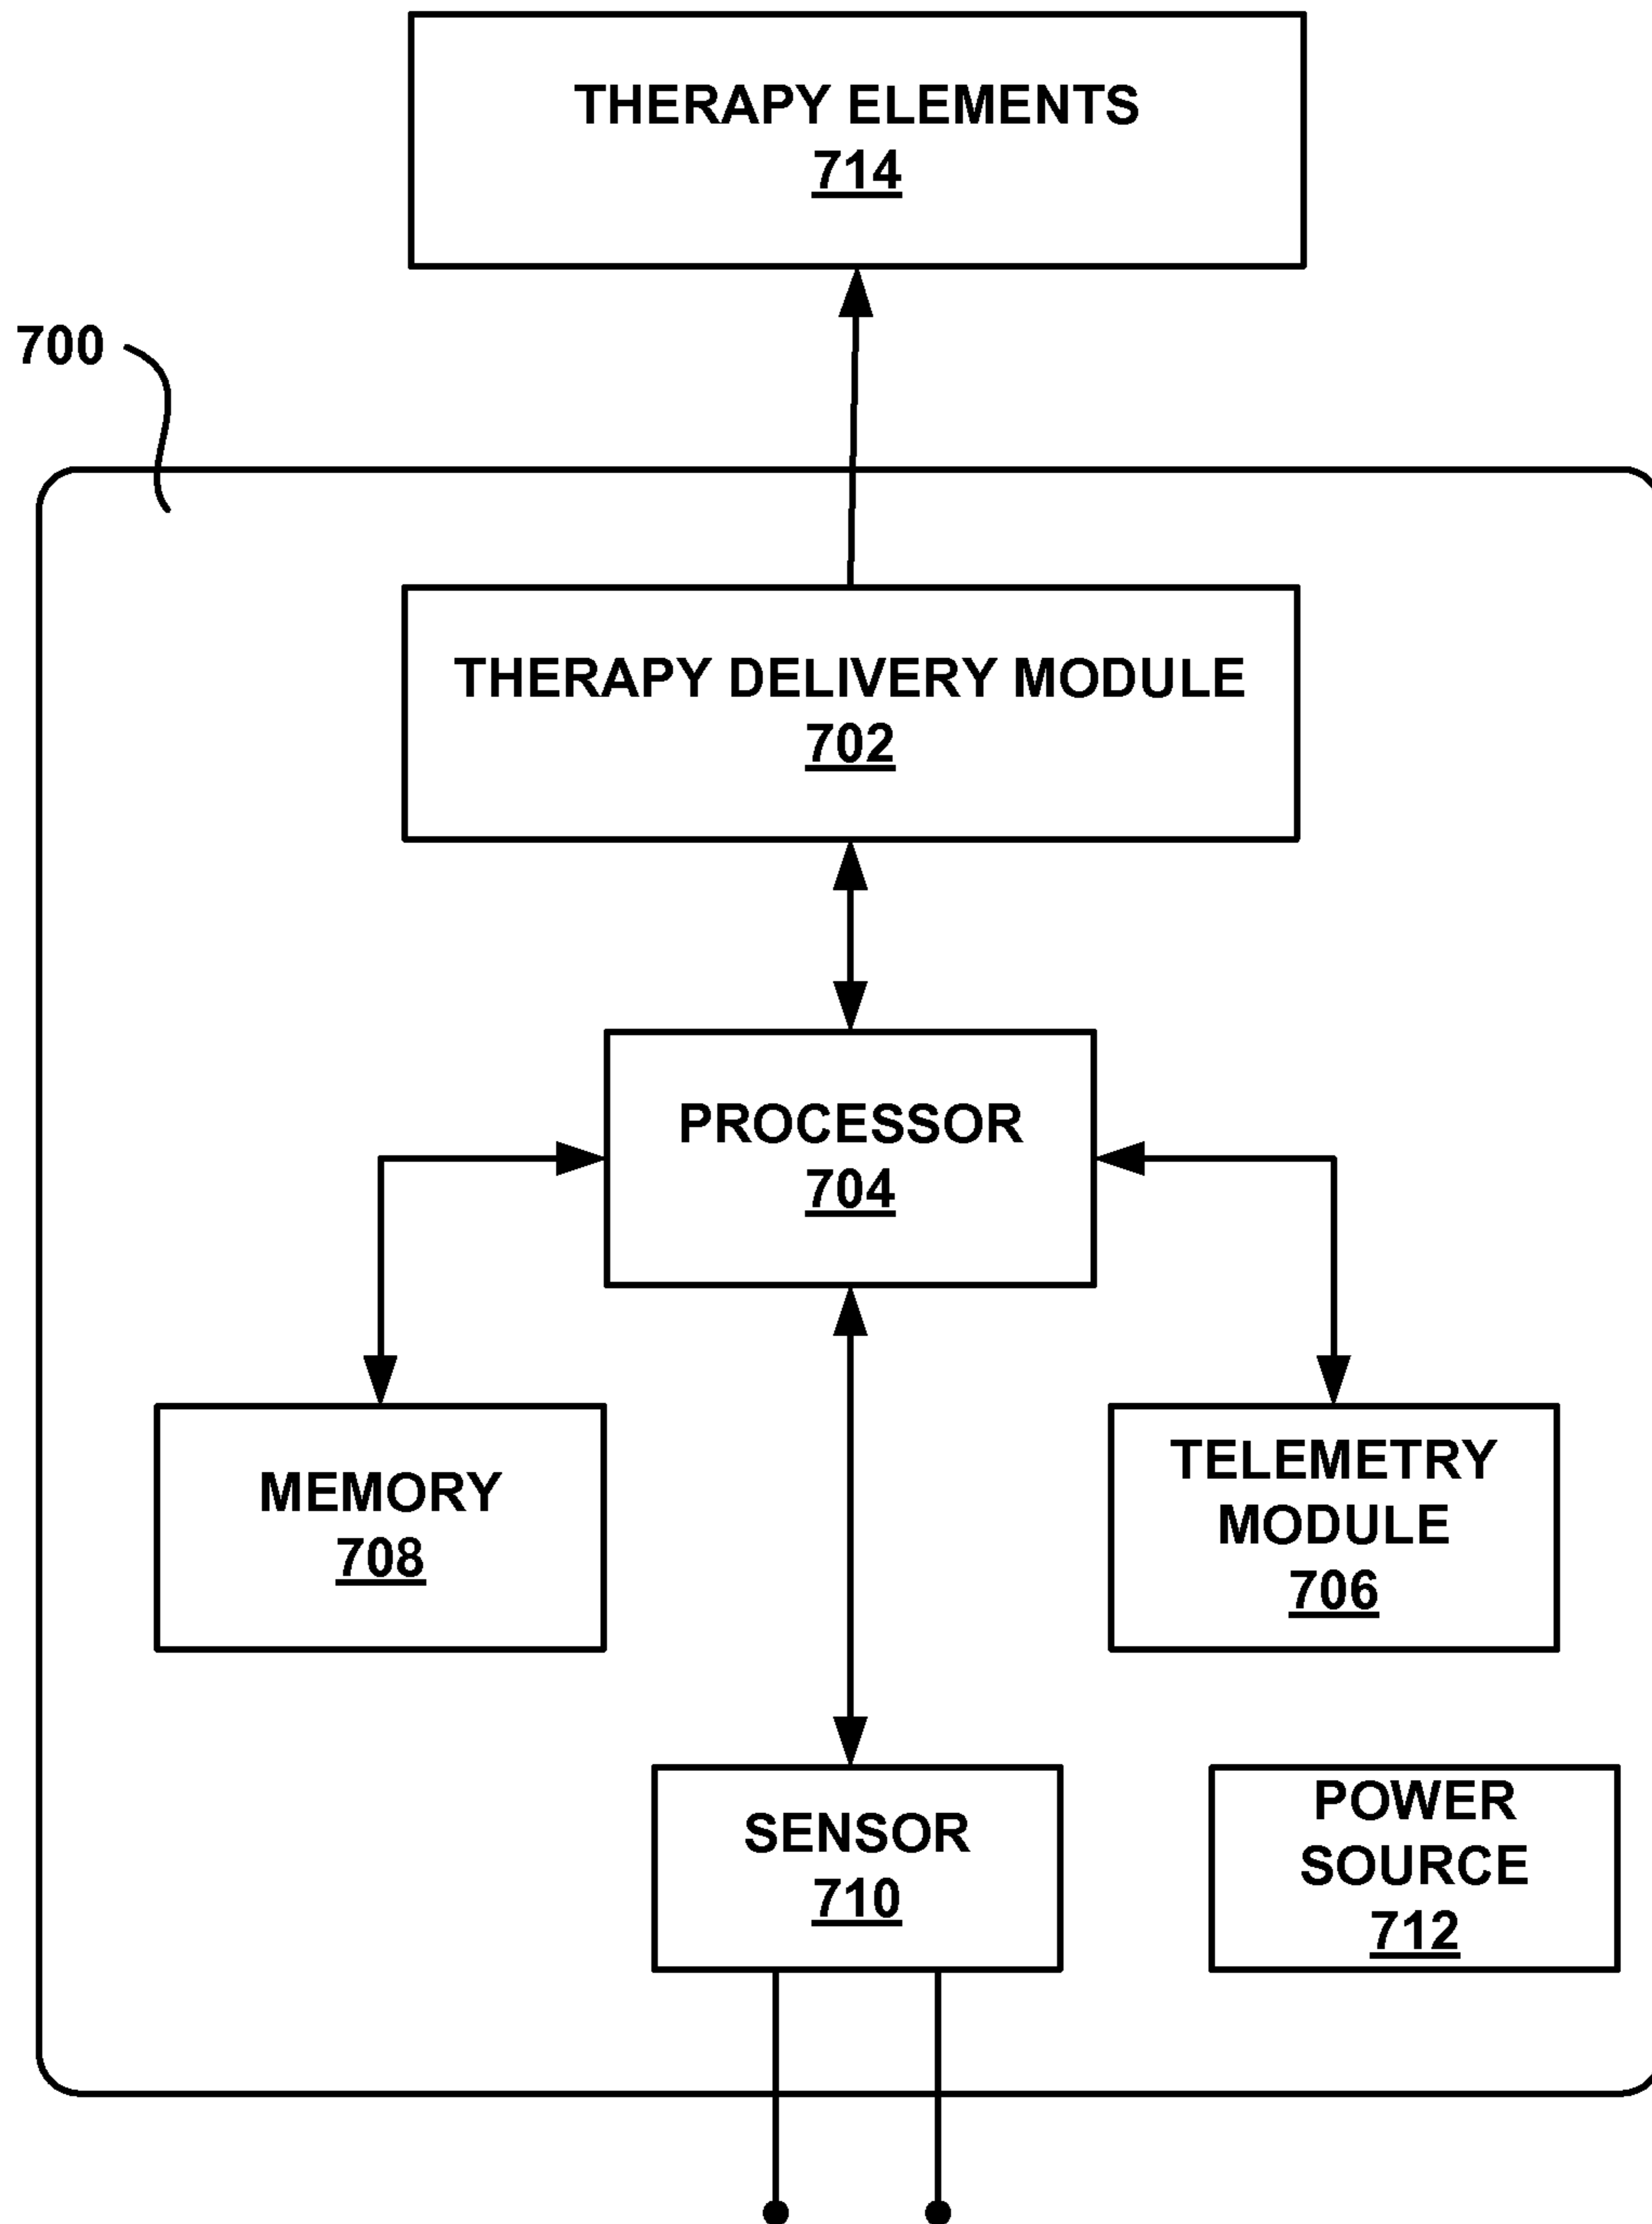 THERAPY ELEMENTS
714
700
THERAPY DELIVERY MODULE
702
PROCESSOR
704
MEMORY
708
TELEMETRY
MODULE
706
SENSOR
710
POWER
SOURCE
712